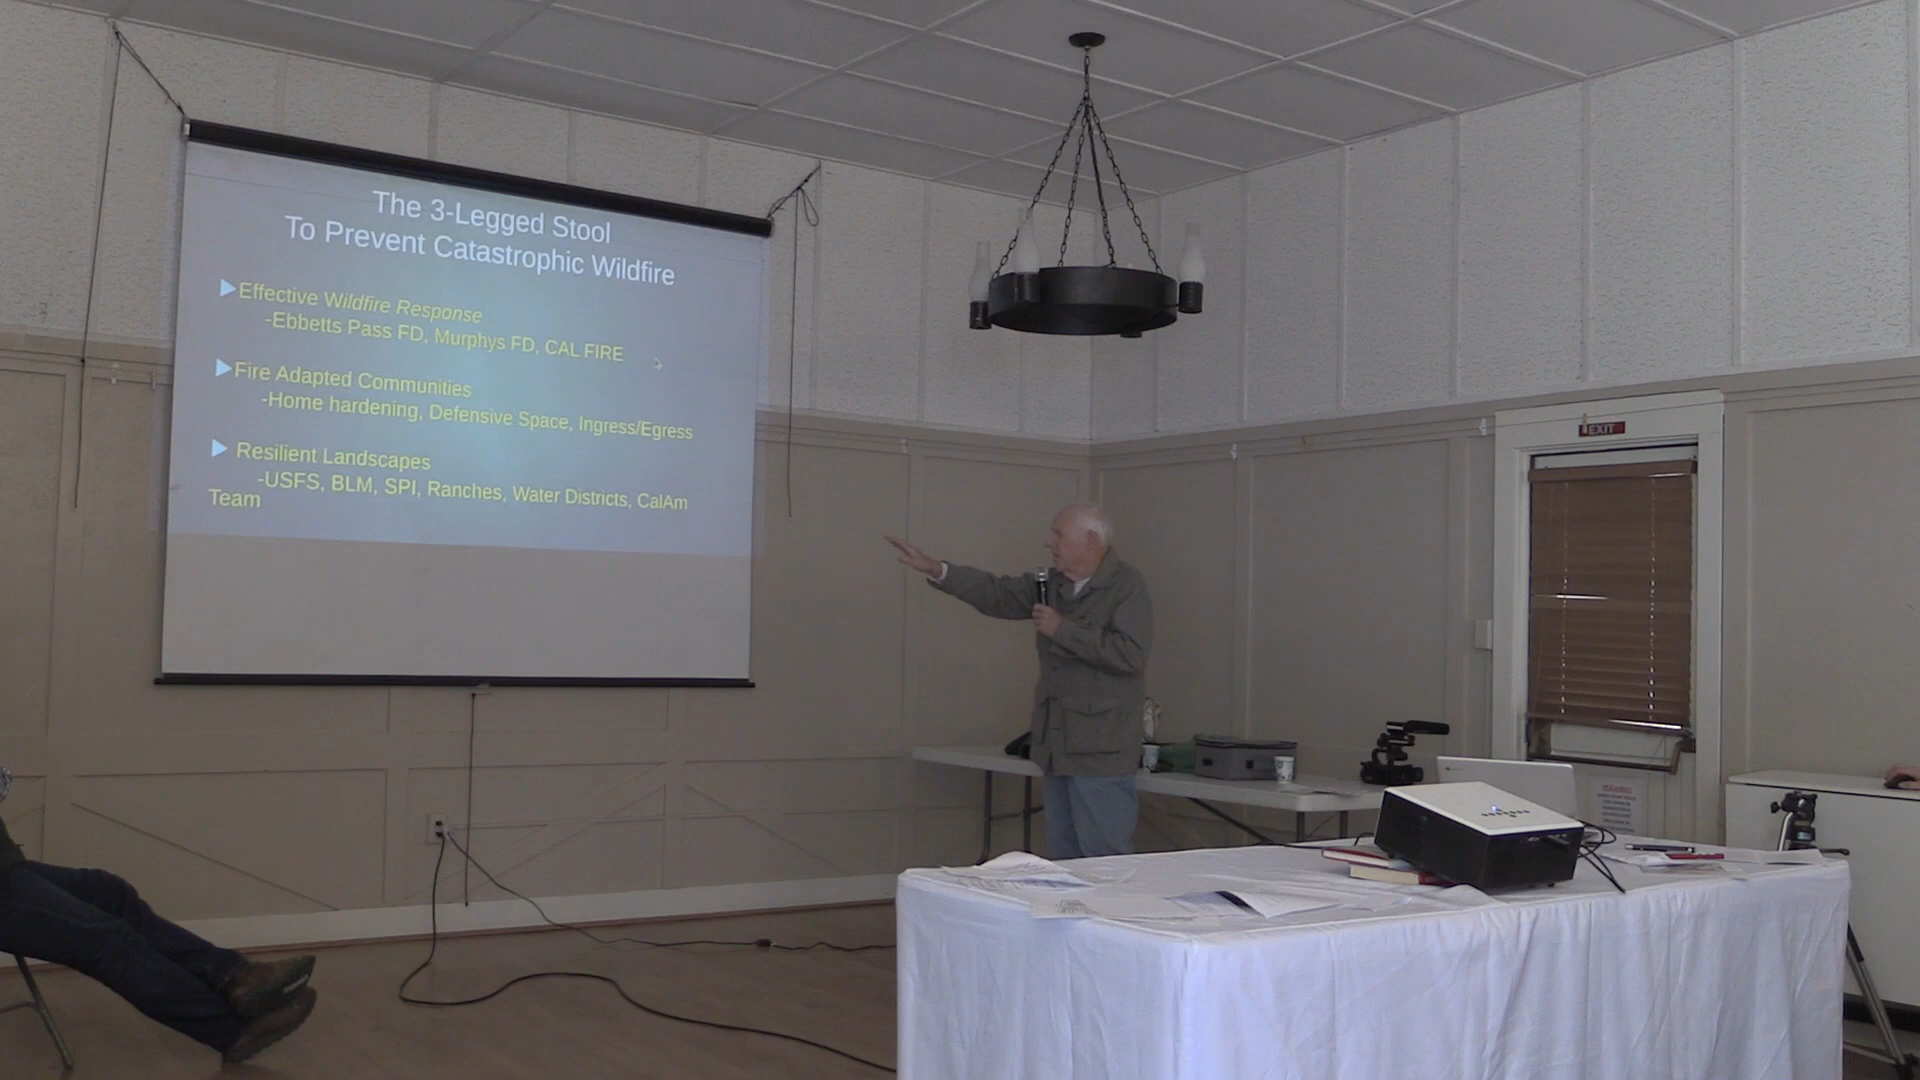 The 3-Legged Stool
To Prevent Catastrophic Wildfire
Effective Wildfire Response
-Ebbetts Pass FD, Murphys FD, CAL FIRE
Fire Adapted Communities
-Home hardening, Defensive Space, Ingress/Egress
Resilient Landscapes
-USFS, BLM, SPI, Ranches, Water Districts, CalAm
Team
EXIT